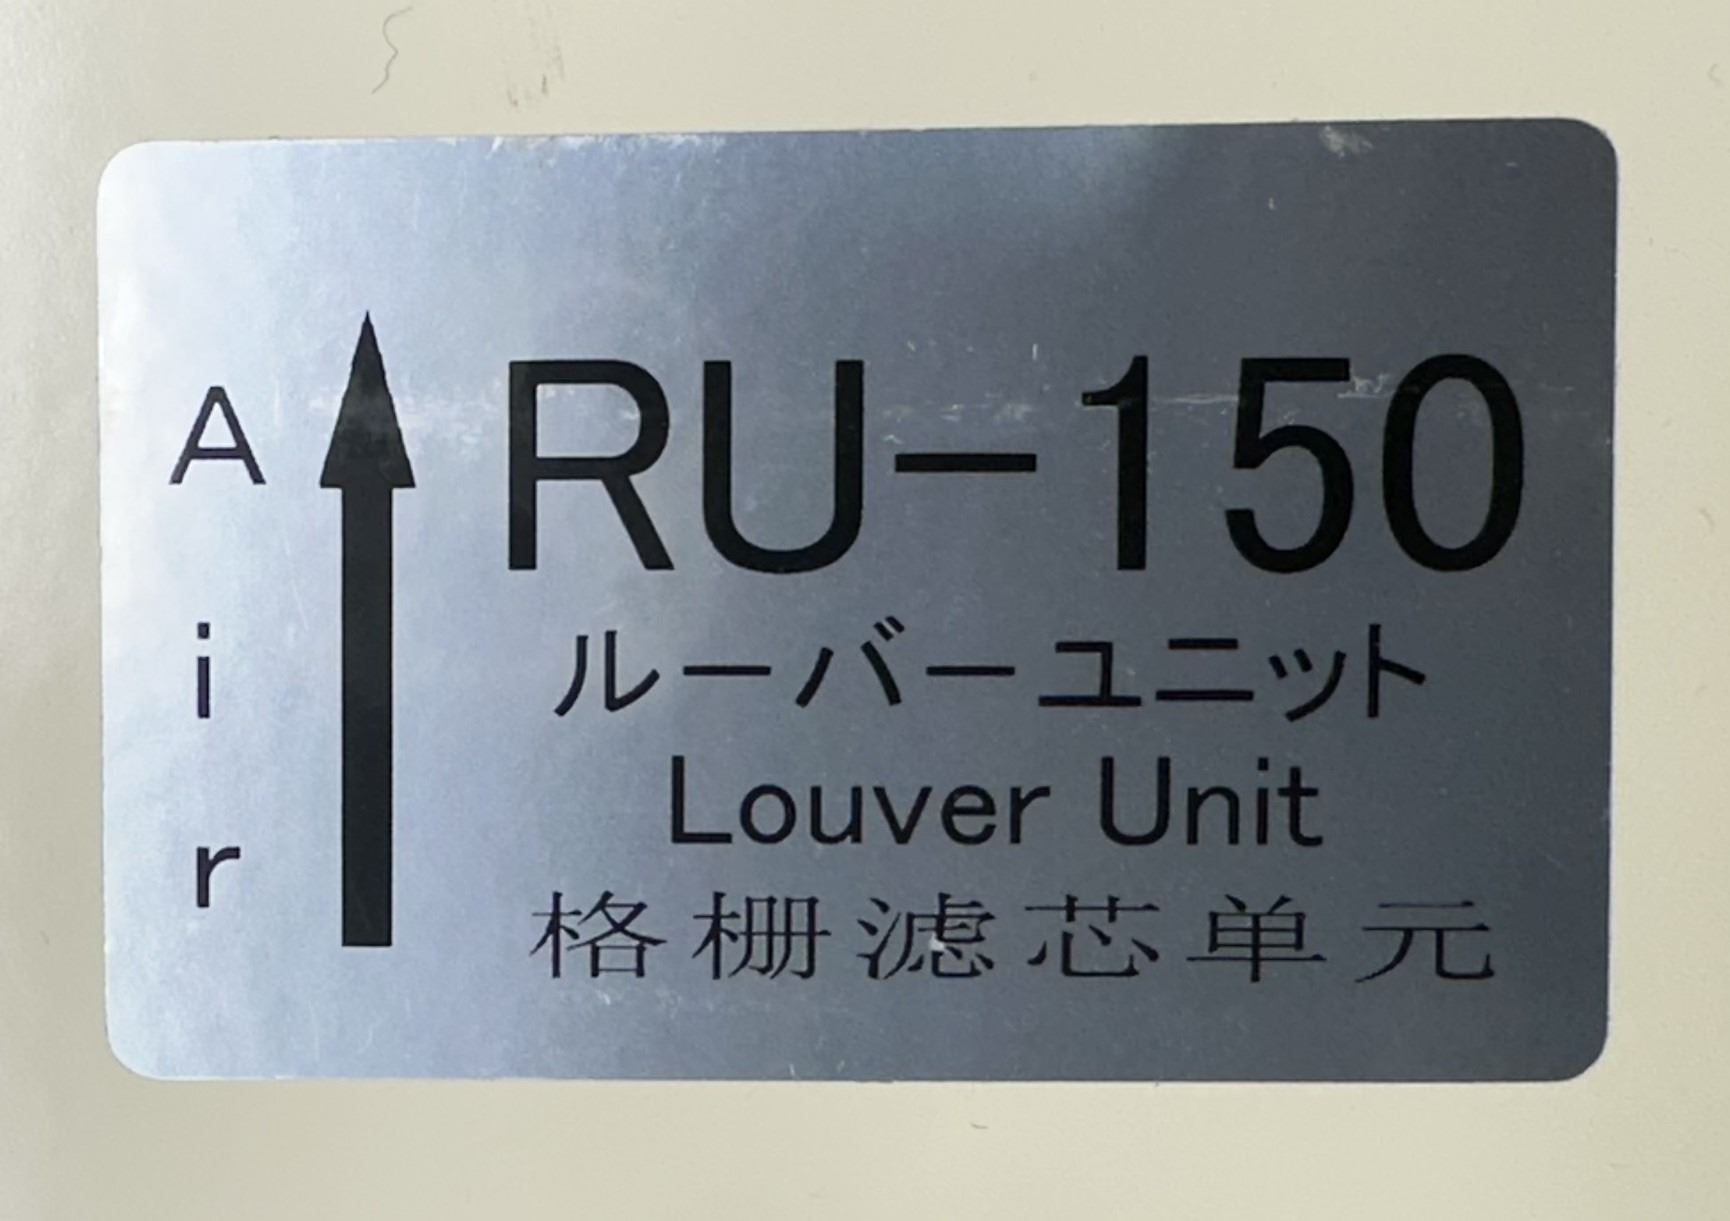 Air
RU-150
ルーバーユニット
Louver Unit
格栅滤芯单元